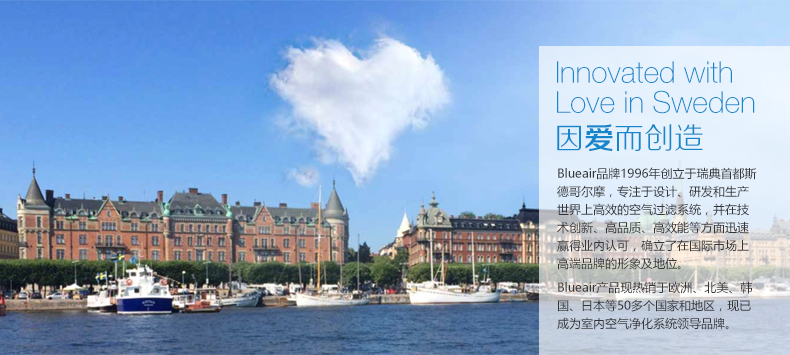 Innovated with
Love in Sweden
因爱而创造
Blueair品牌1996年创立于瑞典首都斯
德哥尔摩，专注于设计、研发和生产
世界上高效的空气过滤系统，并在技
术创新、高品质、高效能等方面迅速
赢得业内认可，确立了在国际市场上
高端品牌的形象及地位。
Blueair产品现热销于欧洲、北美、韩
国、日本等50多个国家和地区，现已
成为室内空气净化系统领导品牌。